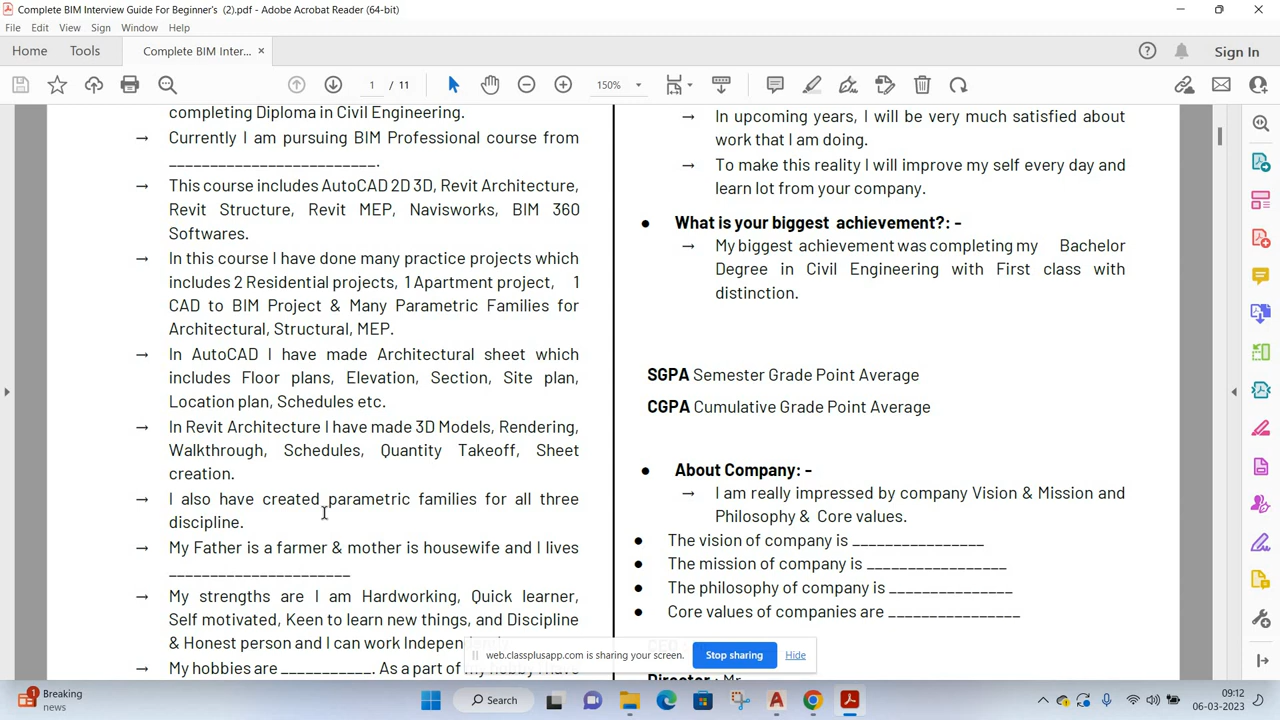 Complete BIM Interview Guide For Beginner's (2).pdf - Adobe Acrobat Reader (64-bit)
File Edit View Sign Window Help
Home Tools Complete BIM Inter... × Sign In
1 / 11 150%
completing Diploma in Civil Engineering.
→ Currently I am pursuing BIM Professional course from
_________________________.
→ This course includes AutoCAD 2D 3D, Revit Architecture,
Revit Structure, Revit MEP, Navisworks, BIM 360
Softwares.
→ In this course I have done many practice projects which
includes 2 Residential projects, 1 Apartment project, 1
CAD to BIM Project & Many Parametric Families for
Architectural, Structural, MEP.
→ In AutoCAD I have made Architectural sheet which
includes Floor plans, Elevation, Section, Site plan,
Location plan, Schedules etc.
→ In Revit Architecture I have made 3D Models, Rendering,
Walkthrough, Schedules, Quantity Takeoff, Sheet
creation.
→ I also have created parametric families for all three
discipline.
→ My Father is a farmer & mother is housewife and I lives
______________________
→ My strengths are I am Hardworking, Quick learner,
Self motivated, Keen to learn new things, and Discipline
& Honest person and I can work Indepen
→ My hobbies are ___________. As a part of my hobby I have
→ In upcoming years, I will be very much satisfied about
work that I am doing.
→ To make this reality I will improve my self every day and
learn lot from your company.
● What is your biggest achievement?: -
→ My biggest achievement was completing my Bachelor
Degree in Civil Engineering with First class with
distinction.
SGPA Semester Grade Point Average
CGPA Cumulative Grade Point Average
● About Company: -
→ I am really impressed by company Vision & Mission and
Philosophy & Core values.
● The vision of company is ________________
● The mission of company is _________________
● The philosophy of company is _______________
● Core values of companies are ________________
Director : Mr
web.classplusapp.com is sharing your screen. Stop sharing Hide
1 Breaking
news
Search
09:12
06-03-2023